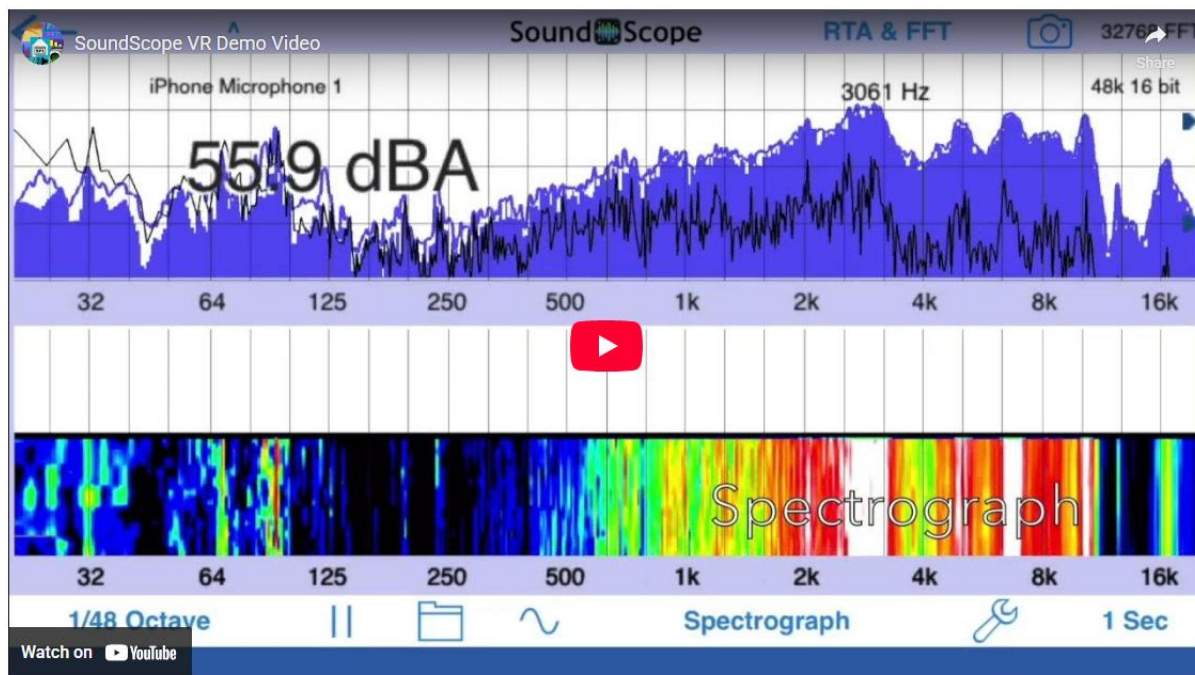 SoundScope VR Demo Video
Sound Scope
RTA & FFT
32768 FFT
Share
iPhone Microphone 1
3061 Hz
48k 16 bit
55.9 dBA
32 64 125 250 500 1k 2k 4k 8k 16k
Spectrograph
32 64 125 250 500 1k 2k 4k 8k 16k
1/48 Octave
Spectrograph
1 Sec
Watch on YouTube